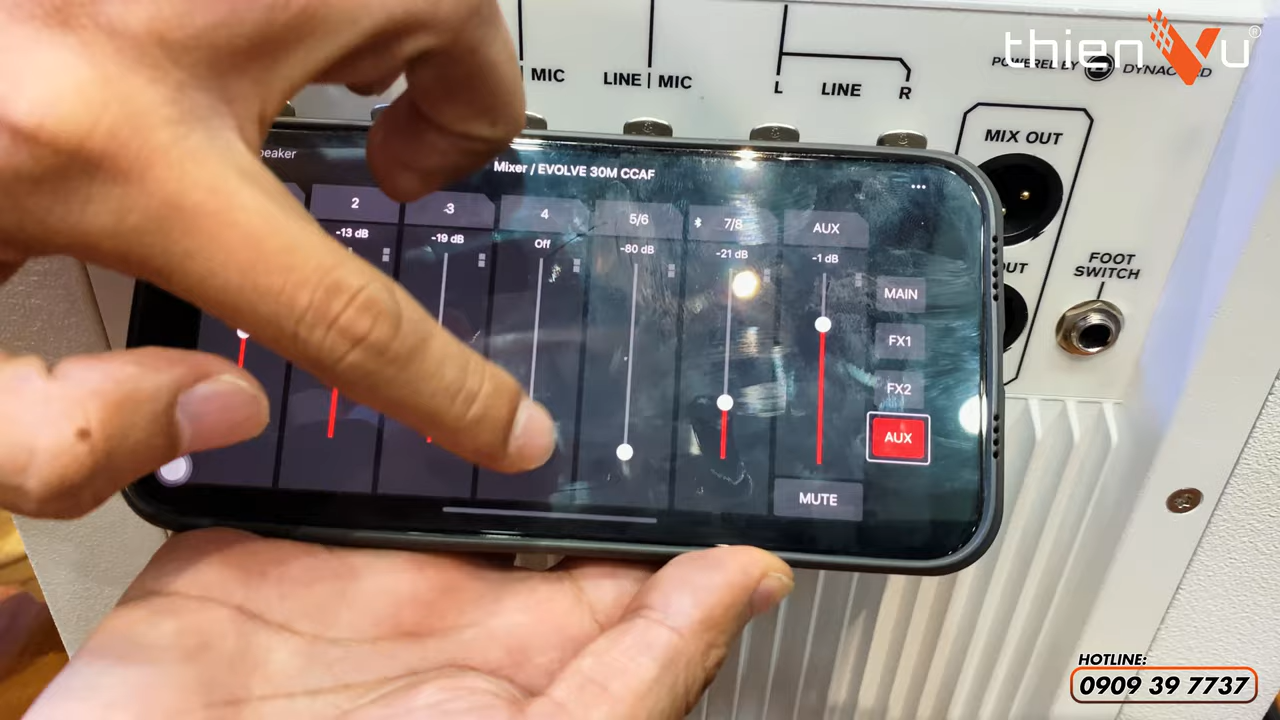 thienVu®
MIC
LINE | MIC
L LINE R
POWERED BY DYNACORD
MIX OUT
FOOT
SWITCH
Mixer / EVOLVE 30M CCAF
...
2
3
4
5/6
7/8
AUX
-13 dB
-19 dB
Off
-80 dB
-21 dB
-1 dB
MAIN
FX1
FX2
AUX
MUTE
HOTLINE:
0909 39 7737